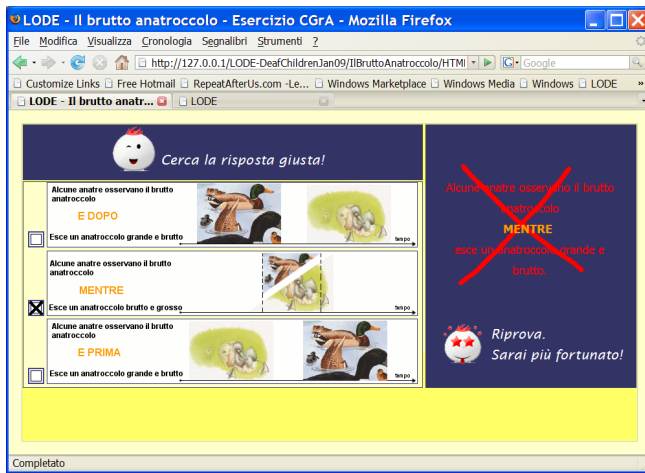 LODE - Il brutto anatroccolo - Esercizio CGrA - Mozilla Firefox
File Modifica Visualizza Cronologia Segnalibri Strumenti ?
http://127.0.0.1/LODE-DeafChildrenJan09/IlBruttoAnatroccolo/HTMl
G Google
Customize Links Free Hotmail RepeatAfterUs.com -Le... Windows Marketplace Windows Media Windows LODE »
LODE - Il brutto anatr... LODE
Cerca la risposta giusta!
Alcune anatre osservano il brutto
anatroccolo
E DOPO
Esce un anatroccolo grande e brutto
tempo
Alcune anatre osservano il brutto
anatroccolo
MENTRE
Esce un anatroccolo brutto e grosso
tempo
Alcune anatre osservano il brutto
anatroccolo
E PRIMA
Esce un anatroccolo grande e brutto
tempo
Alcune anatre osservano il brutto
anatroccolo
MENTRE
esce un anatroccolo grande e
brutto.
Riprova.
Sarai più fortunato!
Completato